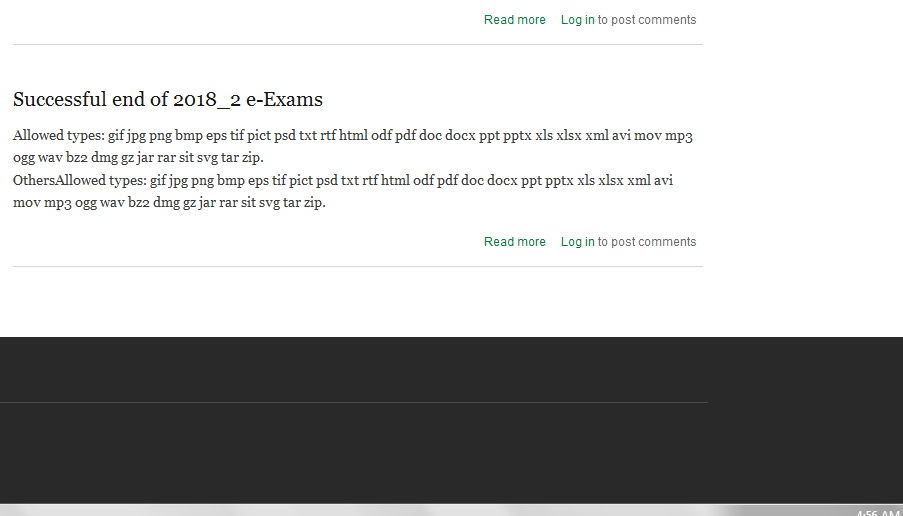 Read more Log in to post comments
Successful end of 2018_2 e-Exams
Allowed types: gif jpg png bmp eps tif pict psd txt rtf html odf pdf doc docx ppt pptx xls xlsx xml avi mov mp3
ogg wav bz2 dmg gz jar rar sit svg tar zip.
OthersAllowed types: gif jpg png bmp eps tif pict psd txt rtf html odf pdf doc docx ppt pptx xls xlsx xml avi
mov mp3 ogg wav bz2 dmg gz jar rar sit svg tar zip.
Read more Log in to post comments
4:56 AM